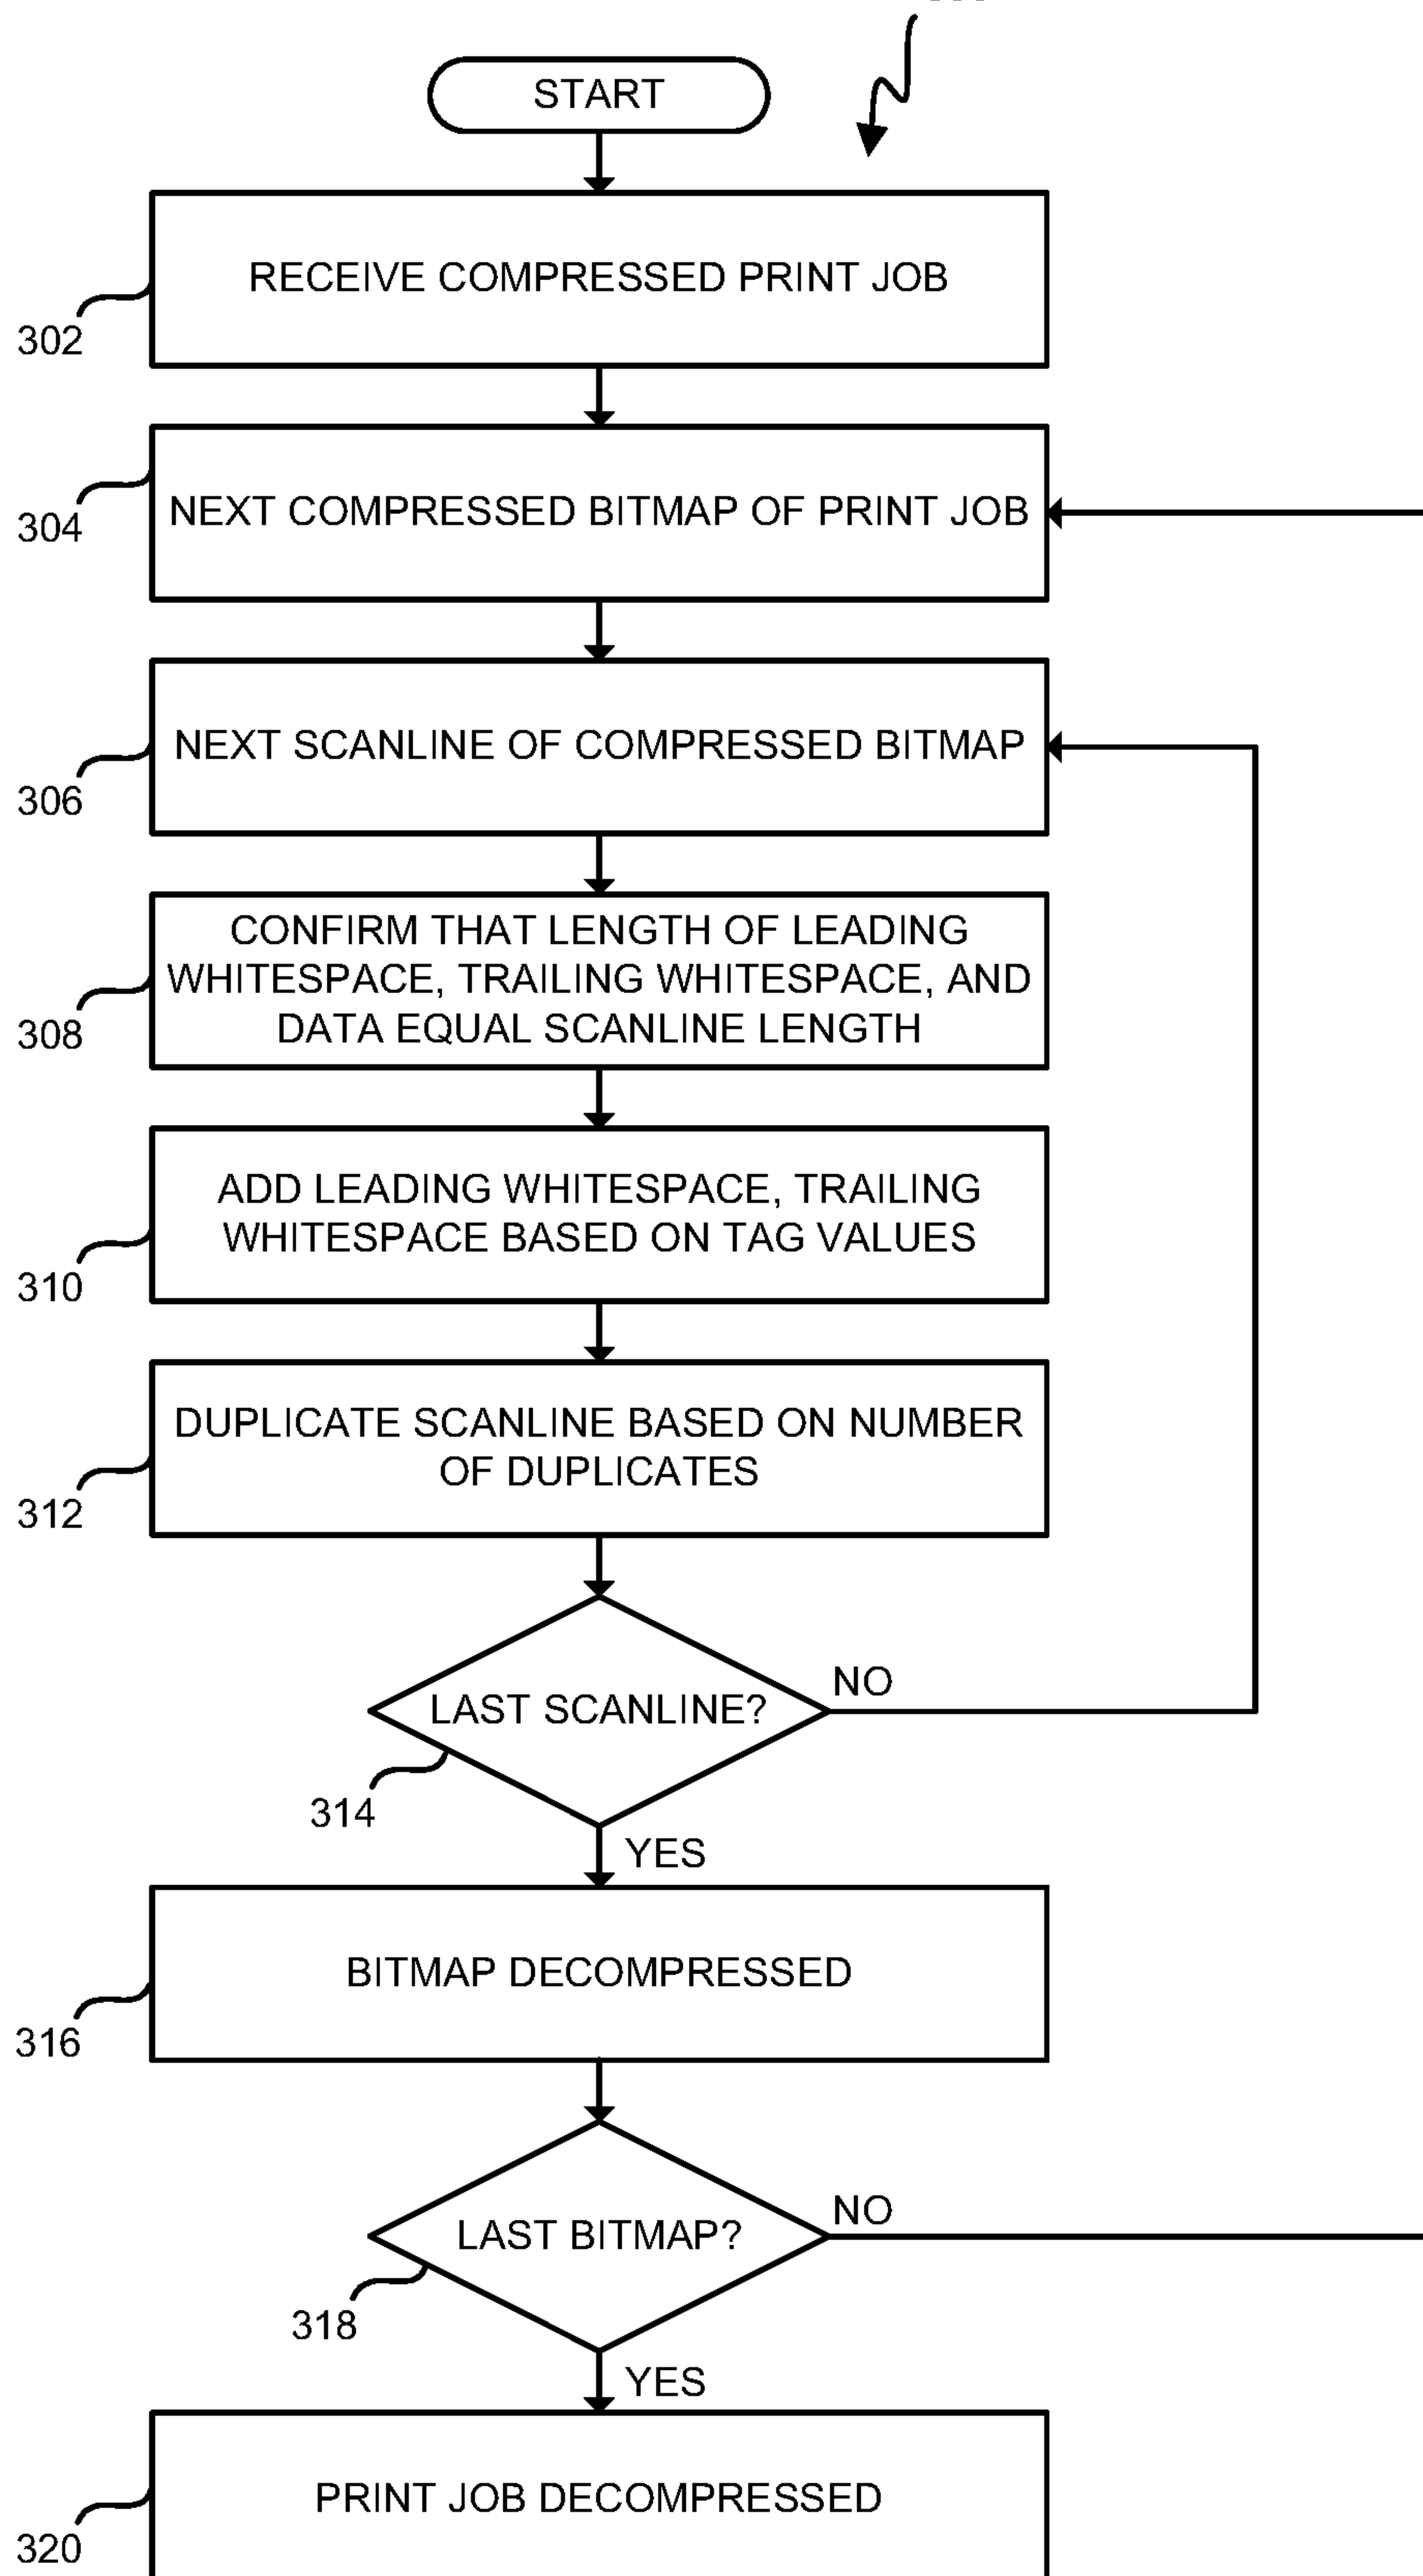 START
RECEIVE COMPRESSED PRINT JOB
302
NEXT COMPRESSED BITMAP OF PRINT JOB
304
NEXT SCANLINE OF COMPRESSED BITMAP
306
CONFIRM THAT LENGTH OF LEADING
WHITESPACE, TRAILING WHITESPACE, AND
DATA EQUAL SCANLINE LENGTH
308
ADD LEADING WHITESPACE, TRAILING
WHITESPACE BASED ON TAG VALUES
310
DUPLICATE SCANLINE BASED ON NUMBER
OF DUPLICATES
312
NO
LAST SCANLINE?
314
YES
BITMAP DECOMPRESSED
316
NO
LAST BITMAP?
318
YES
PRINT JOB DECOMPRESSED
320